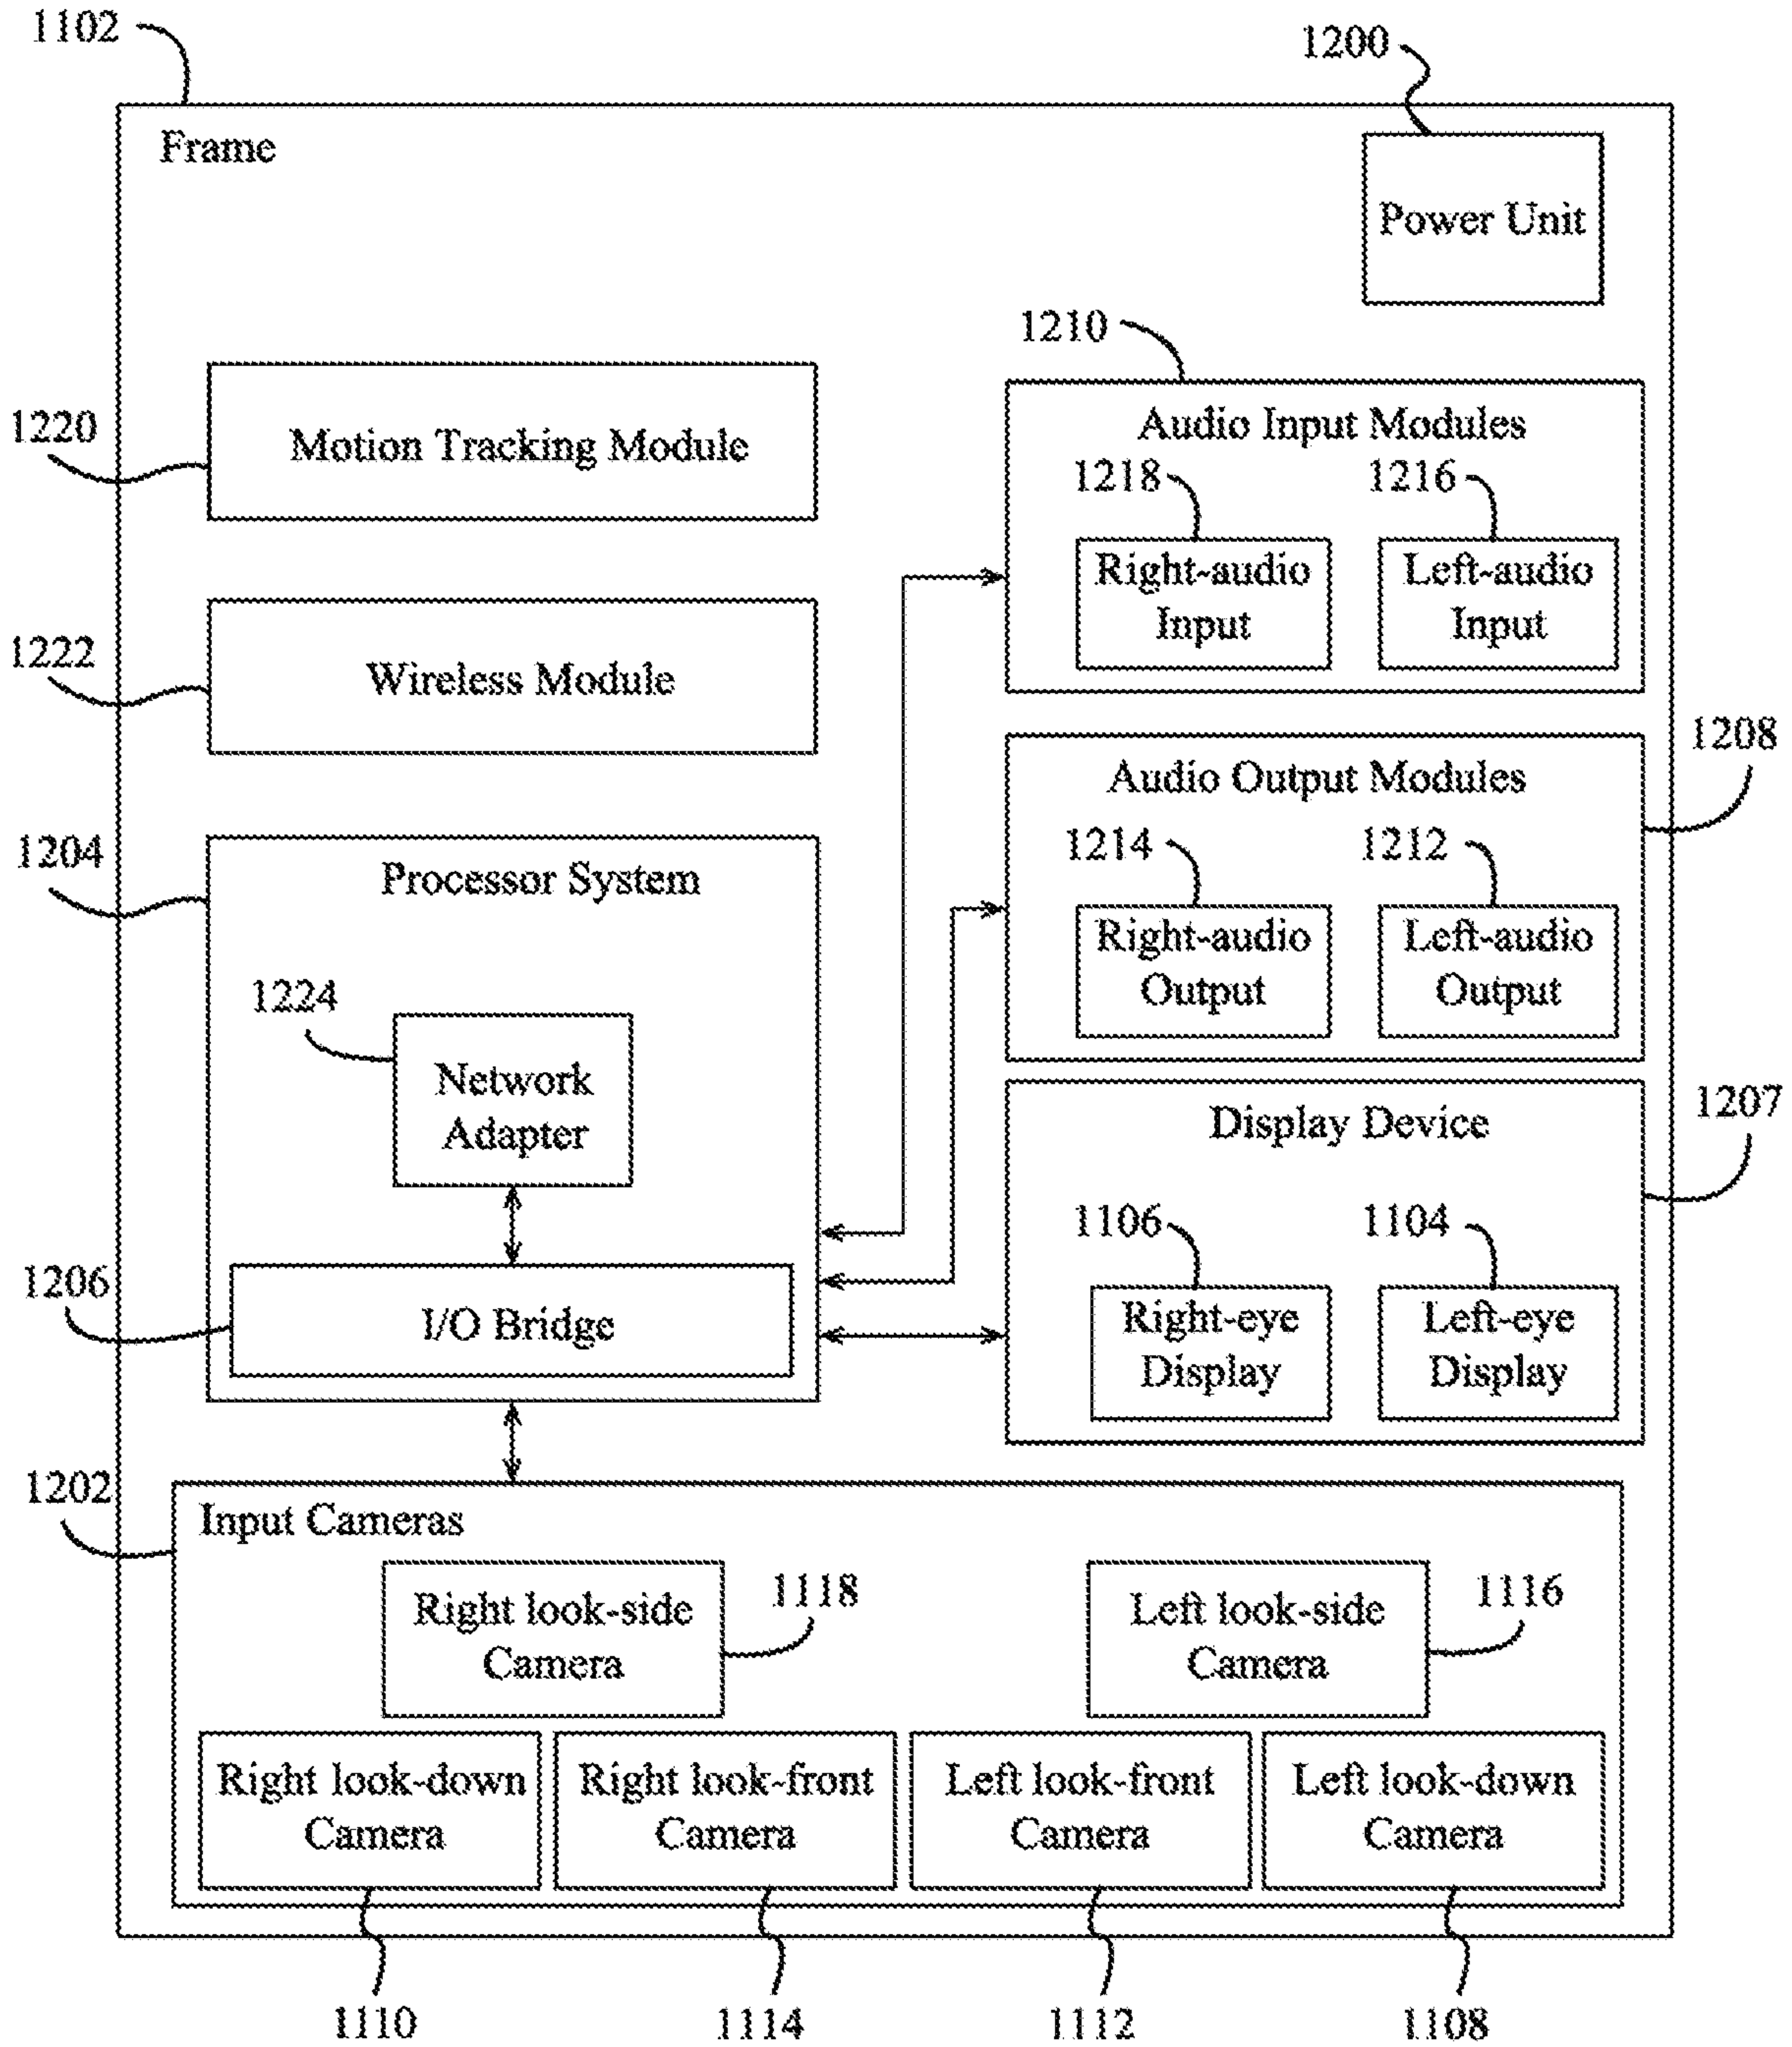 1102
1200
Frame
Power Unit
1210
Audio Input Modules
1220
Motion Tracking Module
1218
1216
Right-audio
Input
Left-audio
Input
1222
Wireless Module
1208
Audio Output Modules
1204
Processor System
1214
1212
Right-audio
Output
Left-audio
Output
1224
Network
Adapter
1207
Display Device
1106
1104
1206
I/O Bridge
Right-eye
Display
Left-eye
Display
1202
Input Cameras
Right look-side
Camera
1118
Left look-side
Camera
1116
Right look-down
Camera
Right look-front
Camera
Left look-front
Camera
Left look-down
Camera
1110
1114
1112
1108